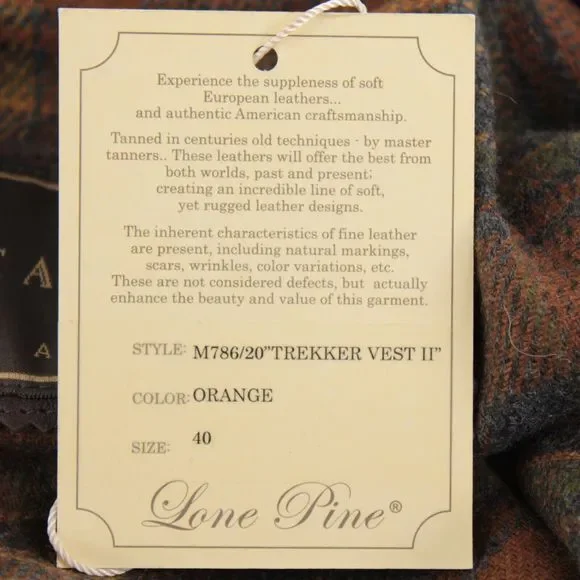 Experience the suppleness of soft
European leathers...
and authentic American craftsmanship.
Tanned in centuries old techniques - by master
tanners.. These leathers will offer the best from
both worlds, past and present;
creating an incredible line of soft,
yet rugged leather designs.
The inherent characteristics of fine leather
are present, including natural markings,
scars, wrinkles, color variations, etc.
These are not considered defects, but actually
enhance the beauty and value of this garment.
STYLE: M786/20"TREKKER VEST II"
COLOR: ORANGE
SIZE: 40
Lone Pine®